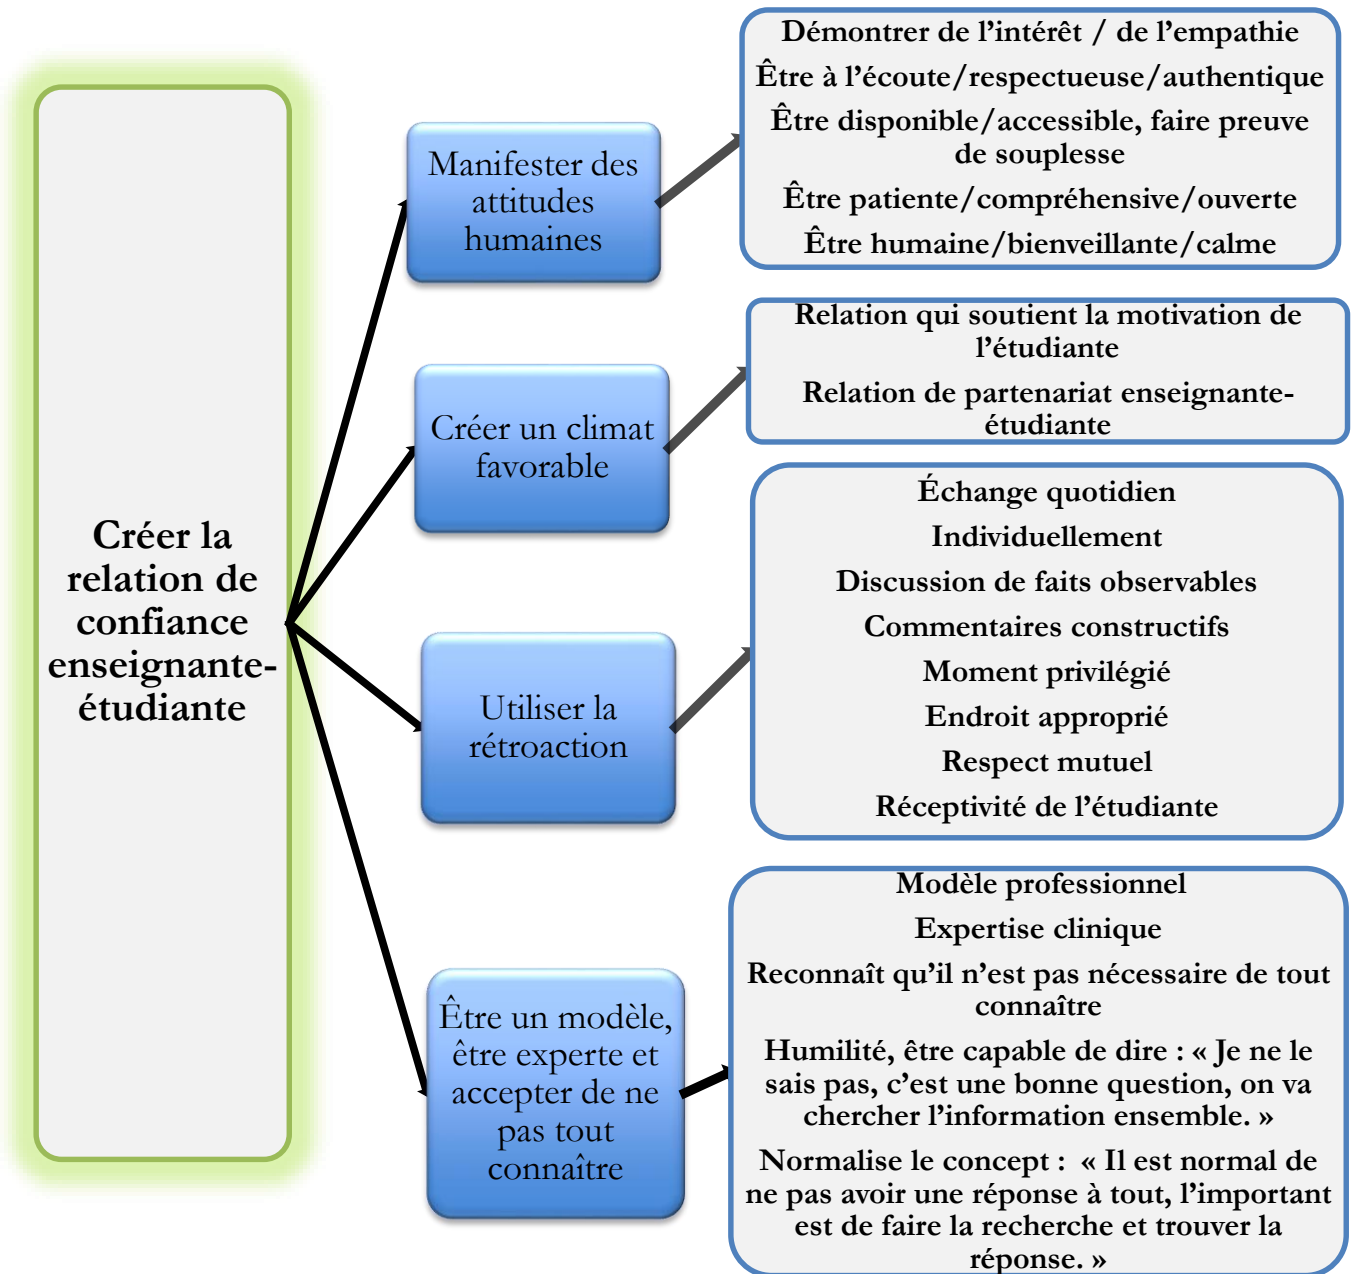 Créer la
relation de
confiance
enseignante-
étudiante
Manifester des
attitudes
humaines
Démontrer de l’intérêt / de l’empathie
Être à l’écoute/respectueuse/authentique
Être disponible/accessible, faire preuve
de souplesse
Être patiente/compréhensive/ouverte
Être humaine/bienveillante/calme
Créer un climat
favorable
Relation qui soutient la motivation de
l’étudiante
Relation de partenariat enseignante-
étudiante
Utiliser la
rétroaction
Échange quotidien
Individuellement
Discussion de faits observables
Commentaires constructifs
Moment privilégié
Endroit approprié
Respect mutuel
Réceptivité de l’étudiante
Être un modèle,
être experte et
accepter de ne
pas tout
connaître
Modèle professionnel
Expertise clinique
Reconnaît qu’il n’est pas nécessaire de tout
connaître
Humilité, être capable de dire : « Je ne le
sais pas, c’est une bonne question, on va
chercher l’information ensemble. »
Normalise le concept :  « Il est normal de
ne pas avoir une réponse à tout, l’important
est de faire la recherche et trouver la
réponse. »